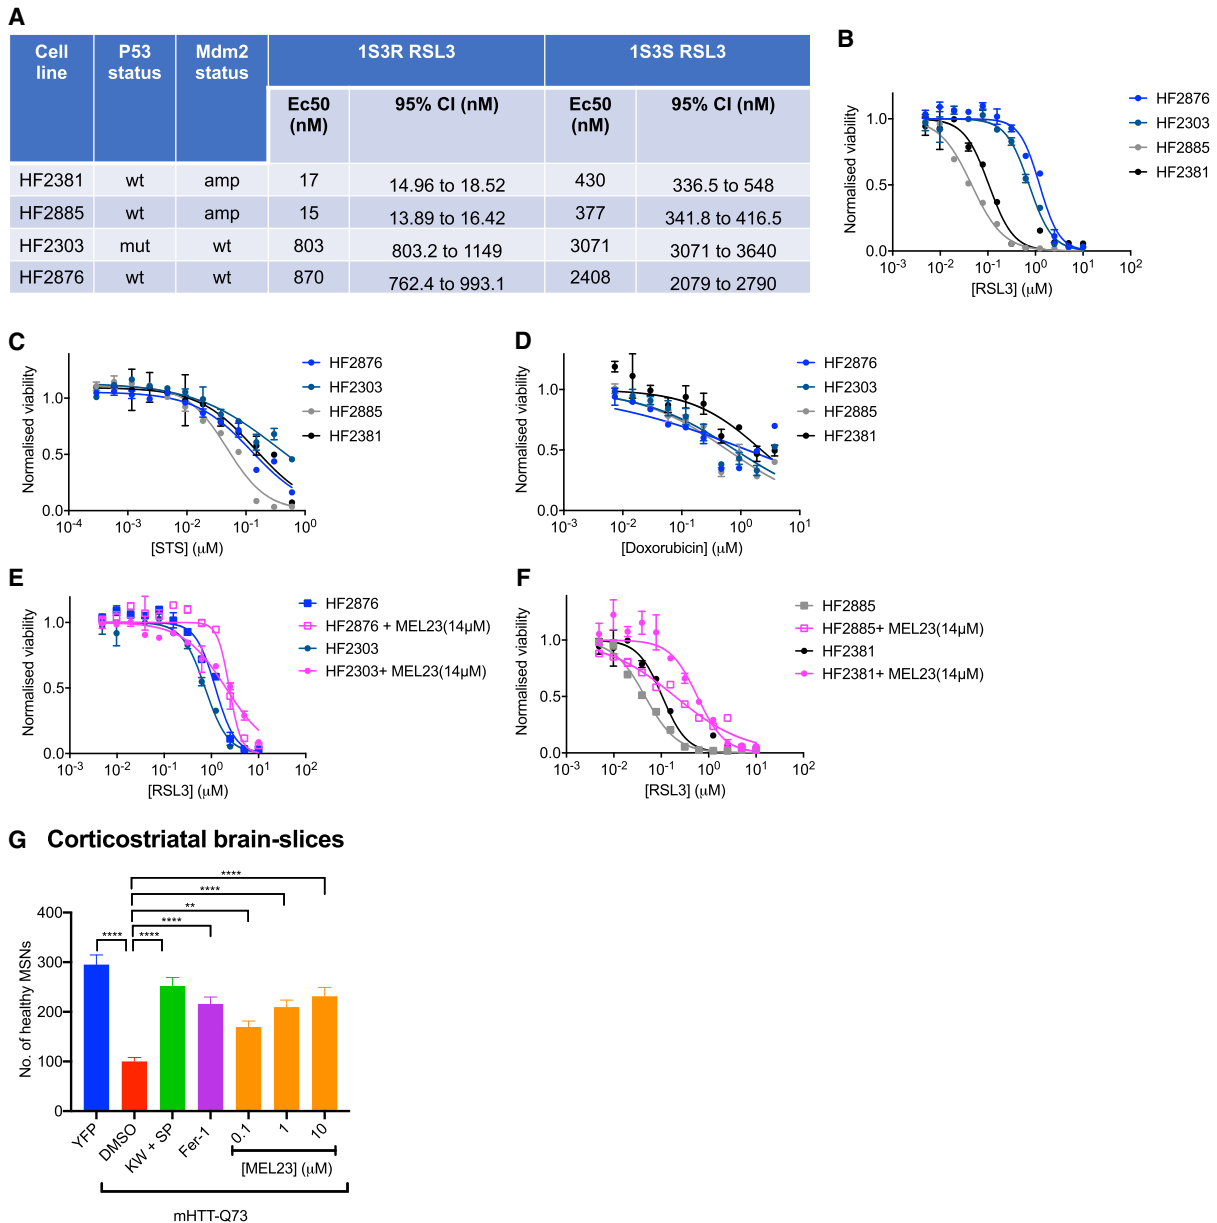 A
Cell line P53 status Mdm2 status 1S3R RSL3 1S3S RSL3
Ec50 (nM) 95% CI (nM) Ec50 (nM) 95% CI (nM)
HF2381 wt amp 17 14.96 to 18.52 430 336.5 to 548
HF2885 wt amp 15 13.89 to 16.42 377 341.8 to 416.5
HF2303 mut wt 803 803.2 to 1149 3071 3071 to 3640
HF2876 wt wt 870 762.4 to 993.1 2408 2079 to 2790
B
Normalised viability
1.0
0.5
0.0
10-3 10-2 10-1 100 101 102
[RSL3] (μM)
HF2876
HF2303
HF2885
HF2381
C
Normalised viability
1.0
0.5
0.0
10-4 10-3 10-2 10-1 100
[STS] (μM)
HF2876
HF2303
HF2885
HF2381
D
Normalised viability
1.0
0.5
0.0
10-3 10-2 10-1 100 101
[Doxorubicin] (μM)
HF2876
HF2303
HF2885
HF2381
E
Normalised viability
1.0
0.5
0.0
10-3 10-2 10-1 100 101 102
[RSL3] (μM)
HF2876
HF2876 + MEL23(14μM)
HF2303
HF2303+ MEL23(14μM)
F
Normalised viability
1.0
0.5
0.0
10-3 10-2 10-1 100 101 102
[RSL3] (μM)
HF2885
HF2885+ MEL23(14μM)
HF2381
HF2381+ MEL23(14μM)
G Corticostriatal brain-slices
No. of healthy MSNs
400
300
200
100
0
****
****
**
****
**** ****
YFP DMSO KW + SP Fer-1 0.1 1 10
[MEL23] (μM)
mHTT-Q73